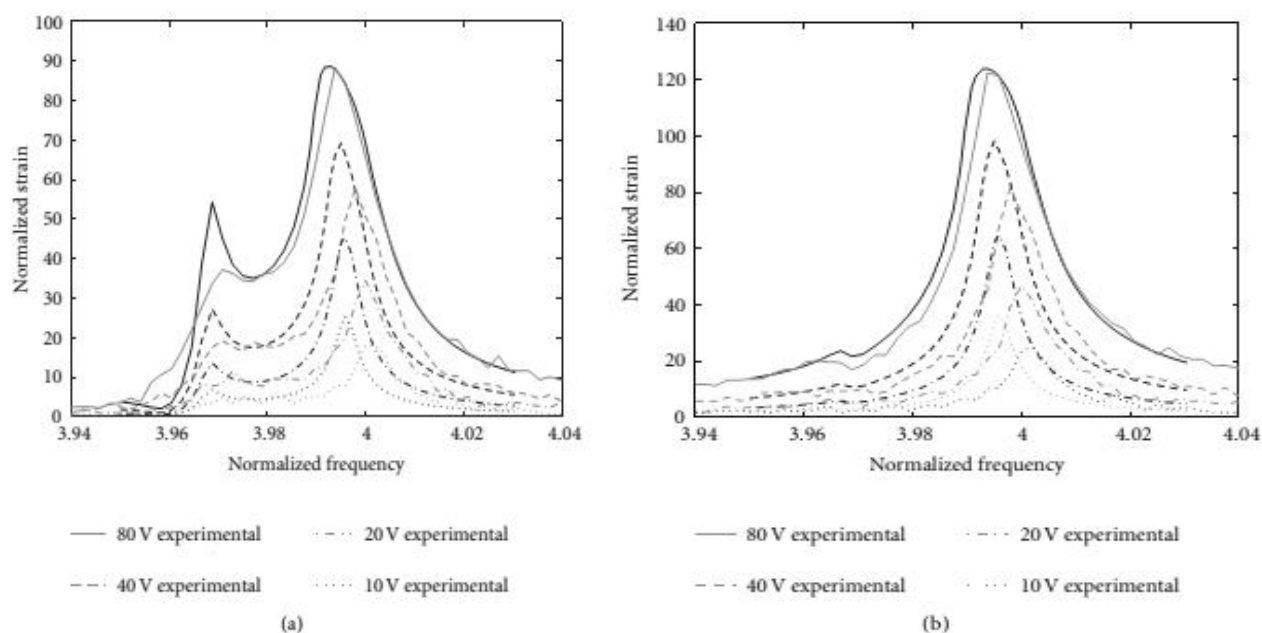 100
90
80
70
60
50
40
30
20
10
0
Normalized strain
3.94 3.96 3.98 4 4.02 4.04
Normalized frequency
80 V experimental 20 V experimental
40 V experimental 10 V experimental
(a)
140
120
100
80
60
40
20
0
Normalized strain
3.94 3.96 3.98 4 4.02 4.04
Normalized frequency
80 V experimental 20 V experimental
40 V experimental 10 V experimental
(b)